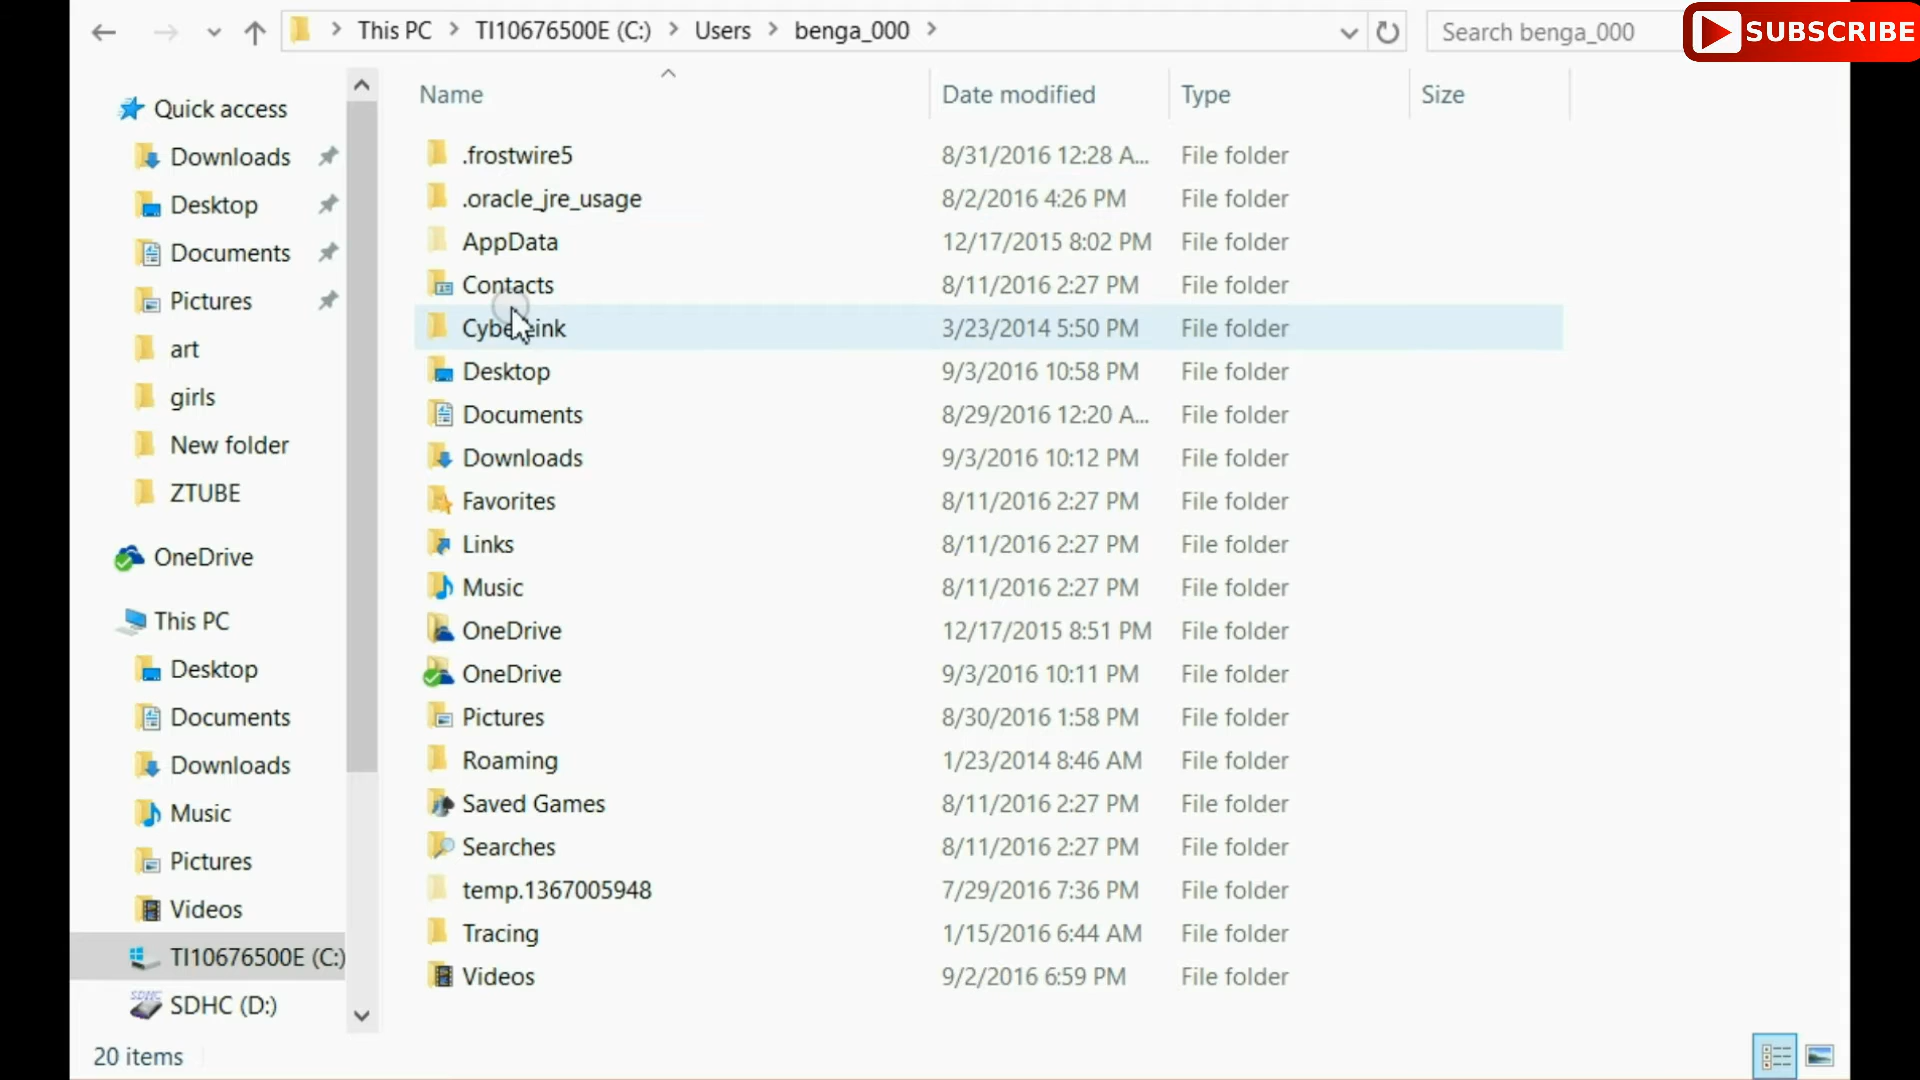 This PC TI10676500E (C:) Users benga_000 Search benga_000 SUBSCRIBE
Name Date modified Type Size
Quick access
Downloads
Desktop
Documents
Pictures
art
girls
New folder
ZTUBE
OneDrive
This PC
Desktop
Documents
Downloads
Music
Pictures
Videos
TI10676500E (C:)
SDHC (D:)
.frostwire5 8/31/2016 12:28 A... File folder
.oracle_jre_usage 8/2/2016 4:26 PM File folder
AppData 12/17/2015 8:02 PM File folder
Contacts 8/11/2016 2:27 PM File folder
3/23/2014 5:50 PM File folder
Desktop 9/3/2016 10:58 PM File folder
Documents 8/29/2016 12:20 A... File folder
Downloads 9/3/2016 10:12 PM File folder
Favorites 8/11/2016 2:27 PM File folder
Links 8/11/2016 2:27 PM File folder
Music 8/11/2016 2:27 PM File folder
OneDrive 12/17/2015 8:51 PM File folder
OneDrive 9/3/2016 10:11 PM File folder
Pictures 8/30/2016 1:58 PM File folder
Roaming 1/23/2014 8:46 AM File folder
Saved Games 8/11/2016 2:27 PM File folder
Searches 8/11/2016 2:27 PM File folder
temp.1367005948 7/29/2016 7:36 PM File folder
Tracing 1/15/2016 6:44 AM File folder
Videos 9/2/2016 6:59 PM File folder
20 items